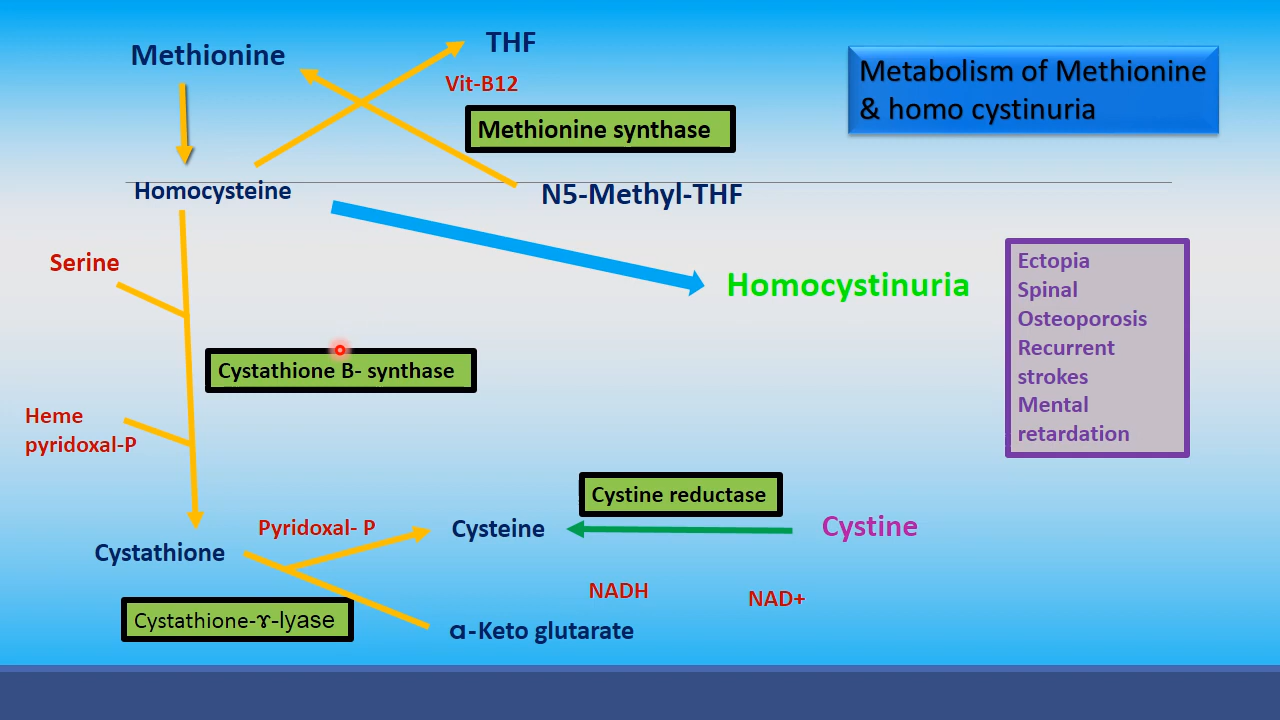 Methionine
THF
Vit-B12
Methionine synthase
Metabolism of Methionine
& homo cystinuria
Homocysteine
N5-Methyl-THF
Serine
Homocystinuria
Ectopia
Spinal
Osteoporosis
Recurrent
strokes
Mental
retardation
Cystathione B- synthase
Heme
pyridoxal-P
Cystine reductase
Pyridoxal- P
Cysteine
Cystine
Cystathione
NADH
NAD+
Cystathione-ɤ-lyase
ɑ-Keto glutarate